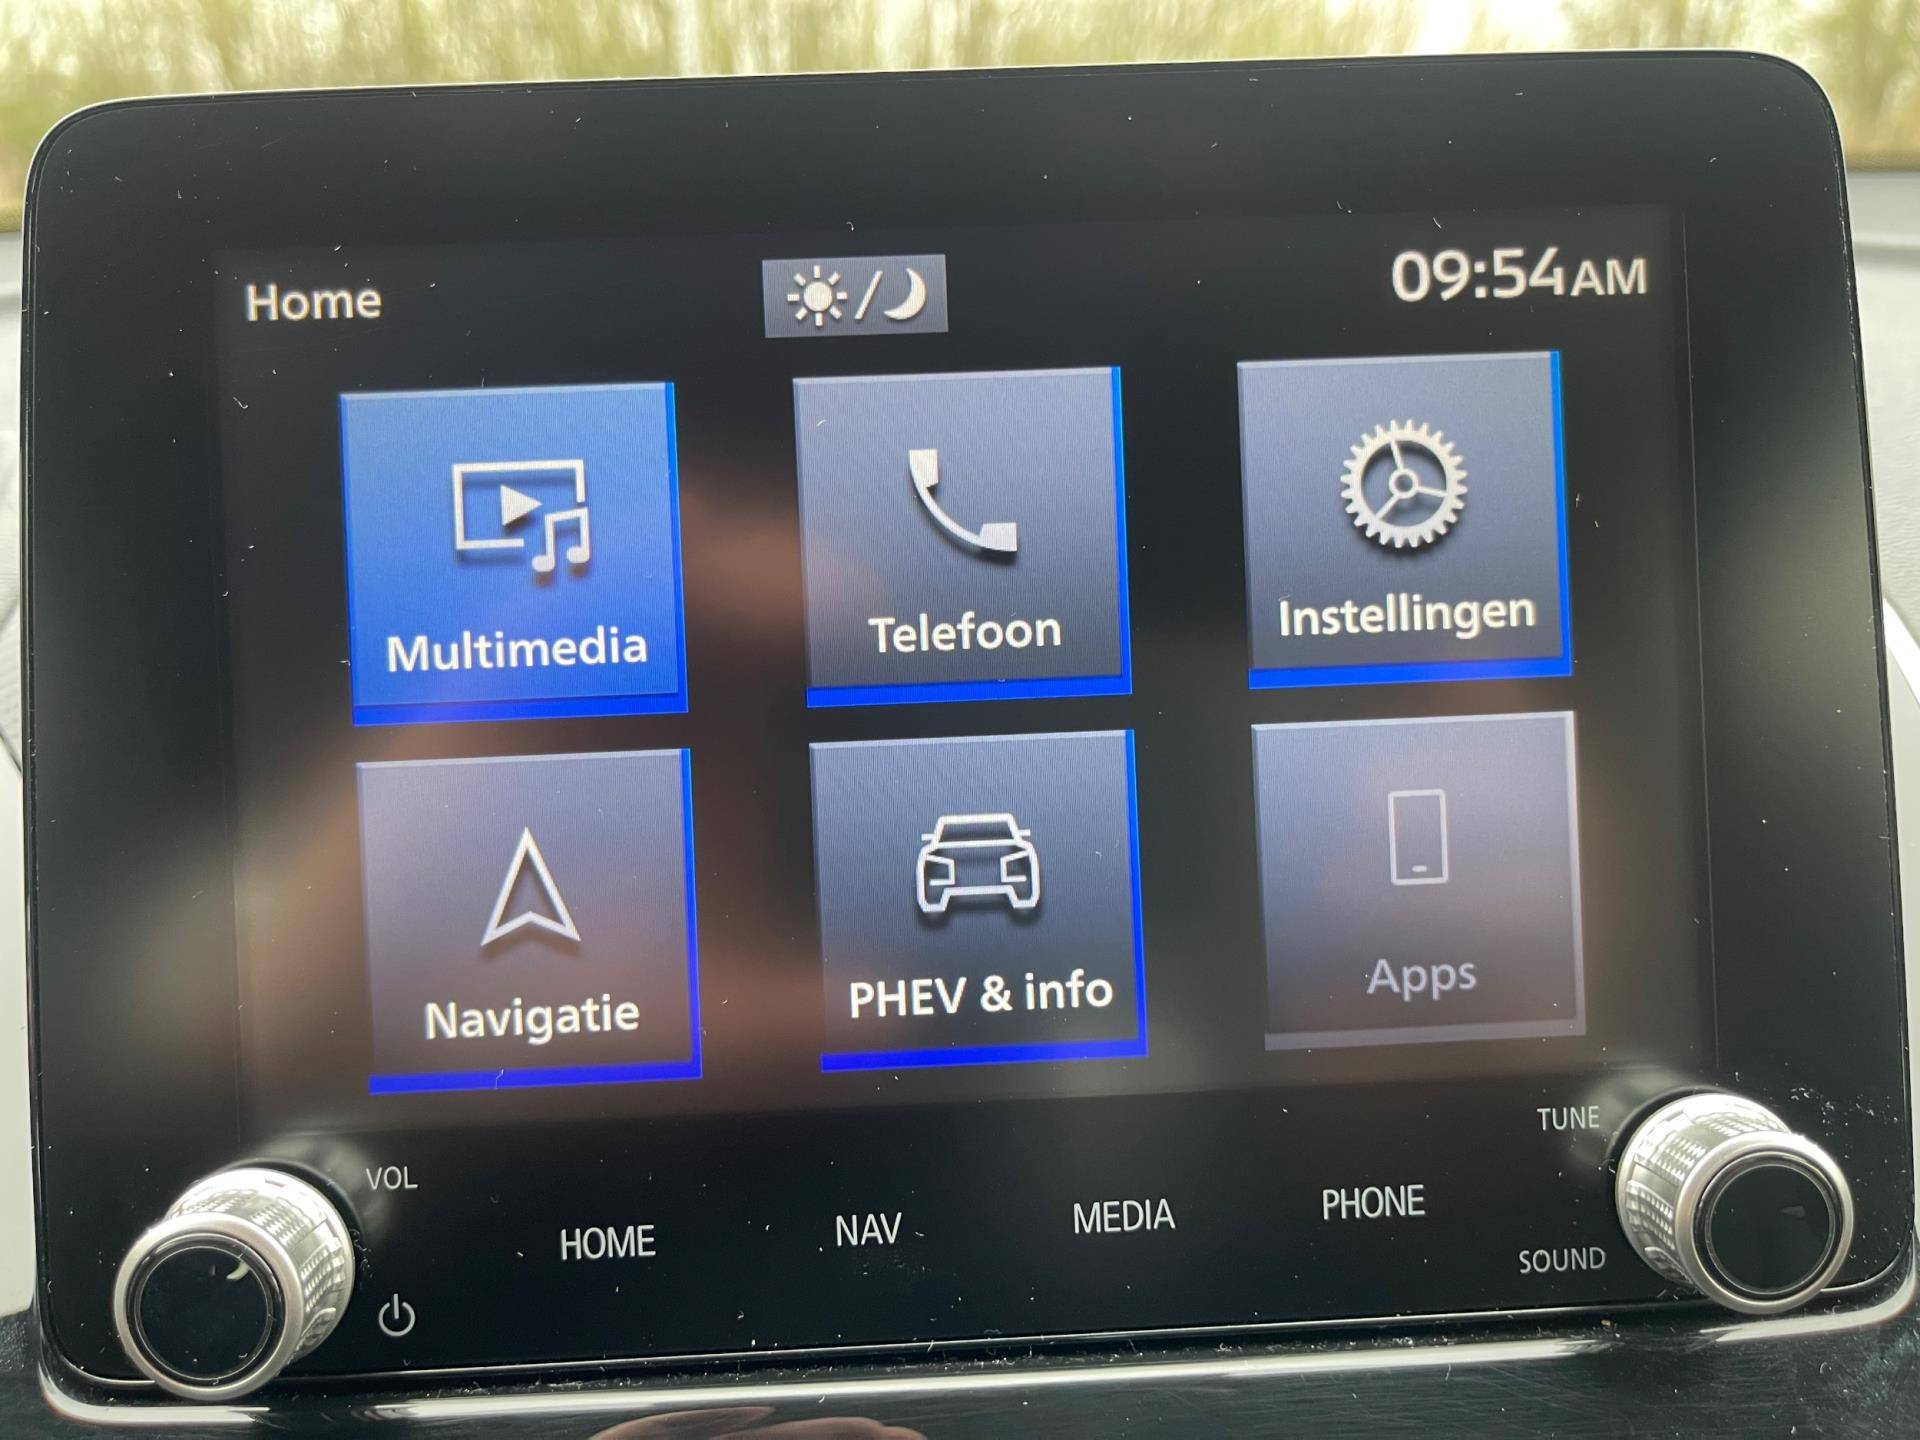 Home
09:54AM
Multimedia
Telefoon
Instellingen
Navigatie
PHEV & info
Apps
VOL
HOME
NAV
MEDIA
PHONE
TUNE
SOUND